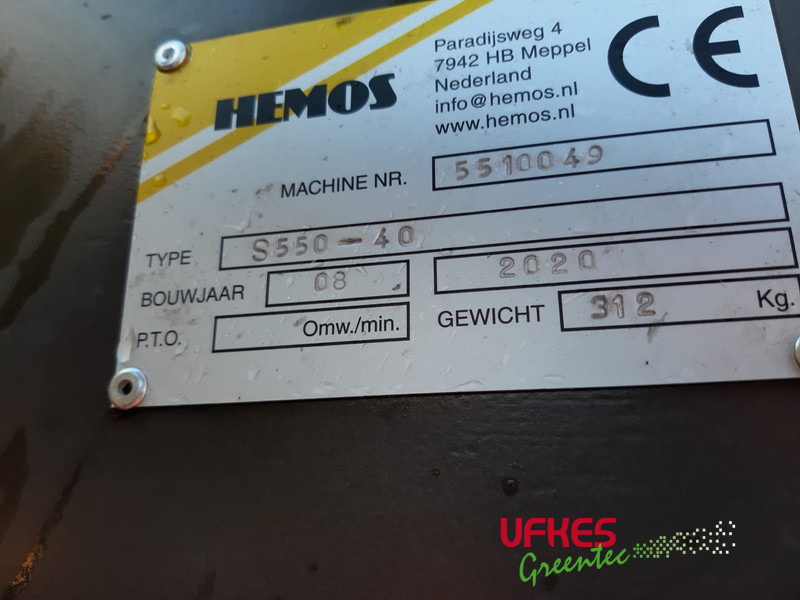 HEMOS
Paradijsweg 4
7942 HB Meppel
Nederland
info@hemos.nl
www.hemos.nl
CE
MACHINE NR. 5510049
TYPE S550-40
BOUWJAAR 08 2020
P.T.O. Omw./min. GEWICHT 312 Kg.
UFKES
Greentec